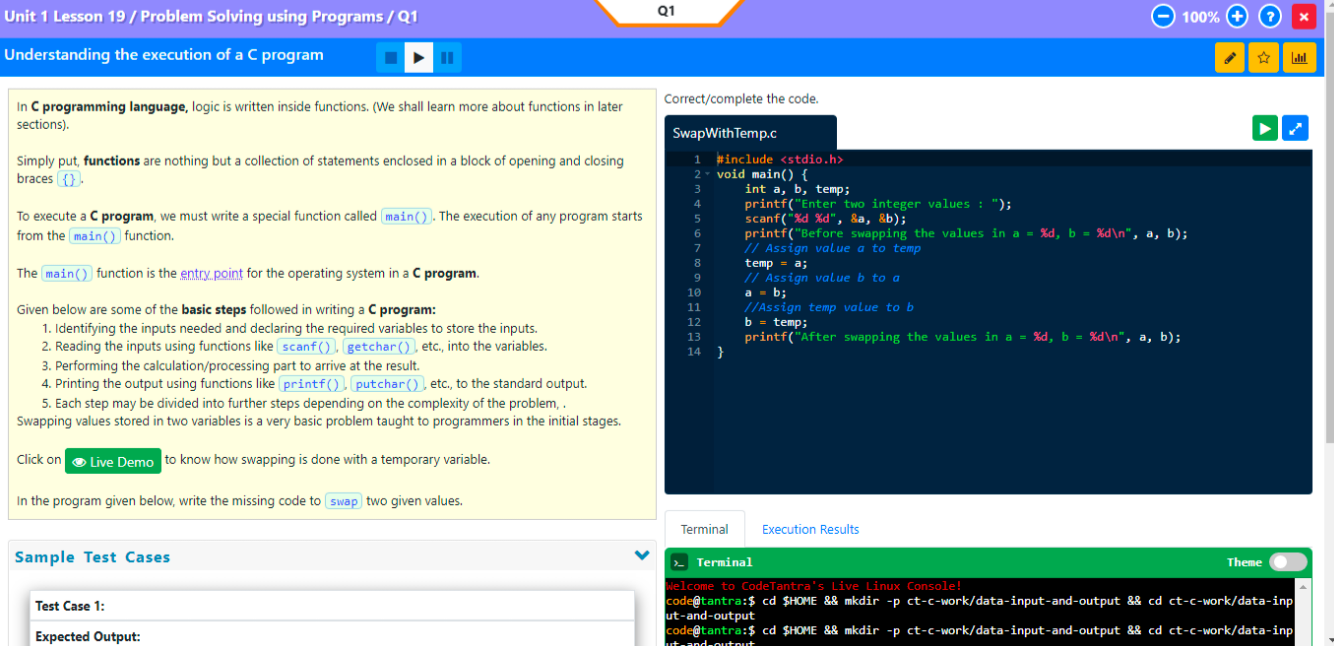 Unit 1 Lesson 19 / Problem Solving using Programs / Q1
Q1
100%
Understanding the execution of a C program
In C programming language, logic is written inside functions. (We shall learn more about functions in later
sections).
Simply put, functions are nothing but a collection of statements enclosed in a block of opening and closing
braces {}.
To execute a C program, we must write a special function called main(). The execution of any program starts
from the main() function.
The main() function is the entry point for the operating system in a C program.
Given below are some of the basic steps followed in writing a C program:
1. Identifying the inputs needed and declaring the required variables to store the inputs.
2. Reading the inputs using functions like scanf(), getchar(), etc., into the variables.
3. Performing the calculation/processing part to arrive at the result.
4. Printing the output using functions like printf(), putchar(), etc., to the standard output.
5. Each step may be divided into further steps depending on the complexity of the problem, .
Swapping values stored in two variables is a very basic problem taught to programmers in the initial stages.
Click on Live Demo to know how swapping is done with a temporary variable.
In the program given below, write the missing code to swap two given values.
Sample Test Cases
Test Case 1:
Expected Output:
Correct/complete the code.
SwapWithTemp.c
1 #include <stdio.h>
2 void main() {
3 int a, b, temp;
4 printf("Enter two integer values : ");
5 scanf("%d %d", &a, &b);
6 printf("Before swapping the values in a = %d, b = %d\n", a, b);
7 // Assign value a to temp
8 temp = a;
9 // Assign value b to a
10 a = b;
11 //Assign temp value to b
12 b = temp;
13 printf("After swapping the values in a = %d, b = %d\n", a, b);
14 }
Terminal Execution Results
Terminal Theme
Welcome to CodeTantra's Live Linux Console!
code@tantra:$ cd $HOME && mkdir -p ct-c-work/data-input-and-output && cd ct-c-work/data-inp
ut-and-output
code@tantra:$ cd $HOME && mkdir -p ct-c-work/data-input-and-output && cd ct-c-work/data-inp
ut-and-output